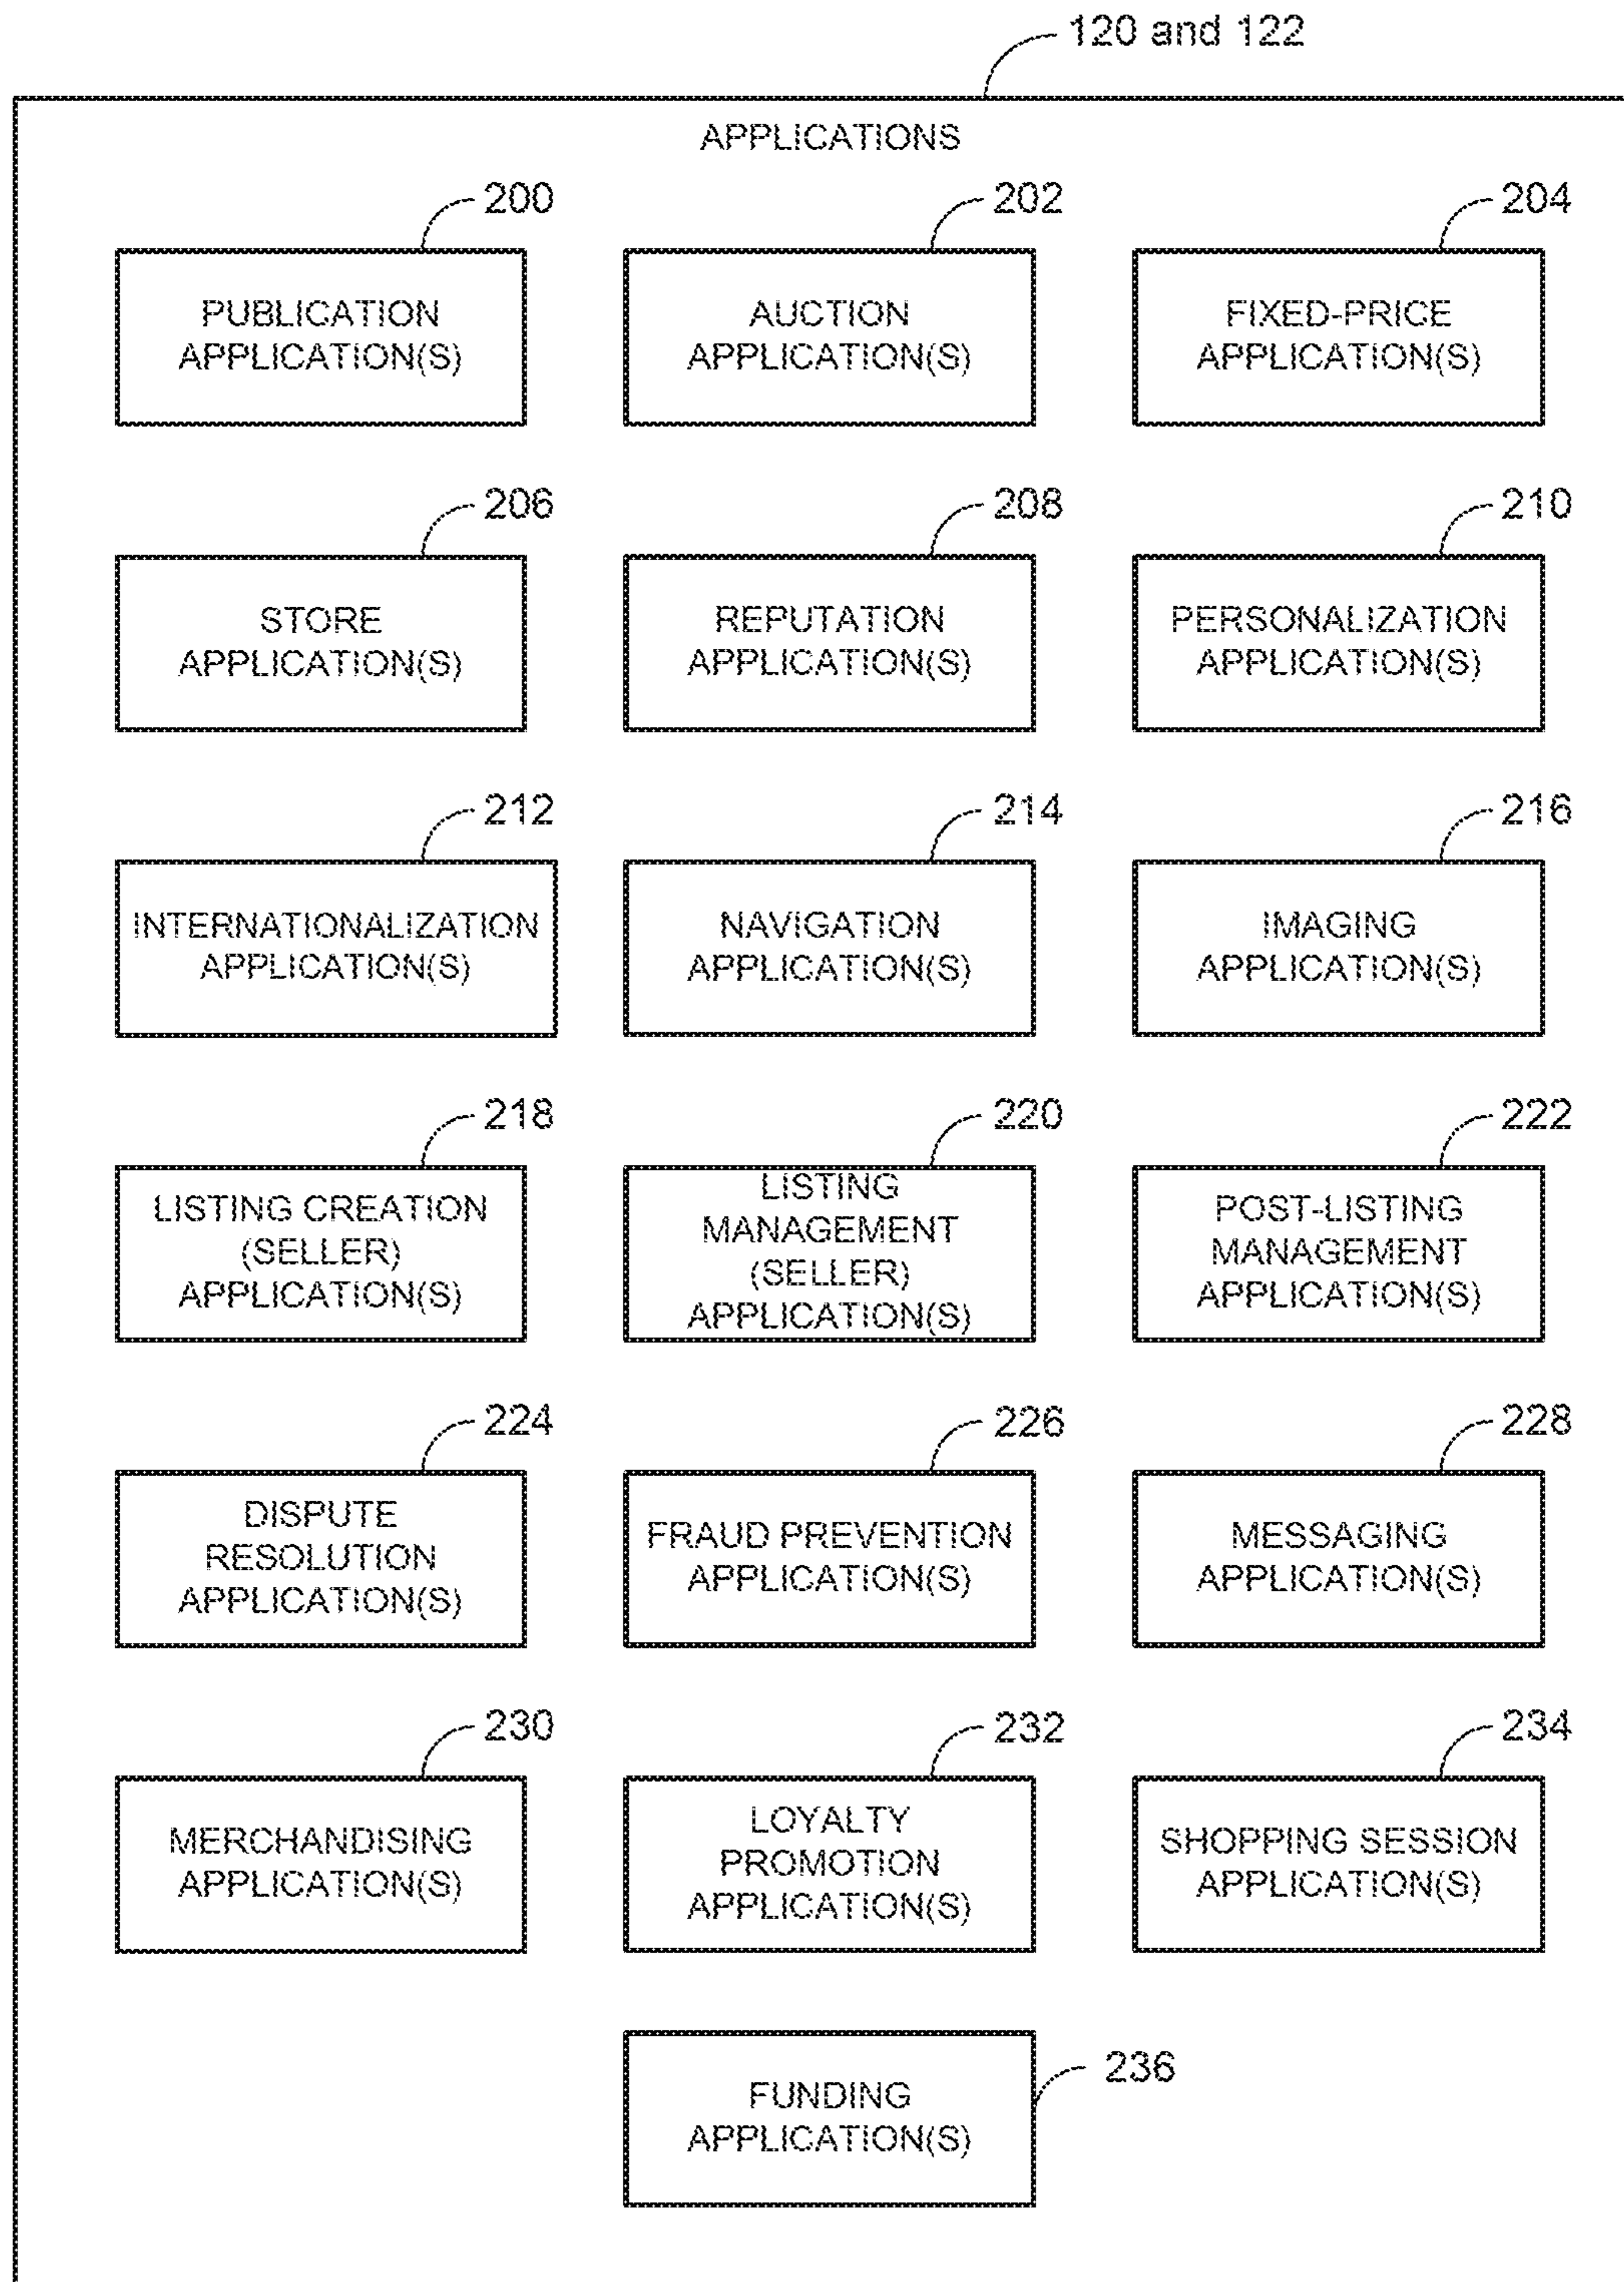 120 and 122
APPLICATIONS
200
202
204
PUBLICATION
APPLICATION(S)
AUCTION
APPLICATION(S)
FIXED-PRICE
APPLICATION(S)
206
208
210
STORE
APPLICATION(S)
REPUTATION
APPLICATION(S)
PERSONALIZATION
APPLICATION(S)
212
214
216
INTERNATIONALIZATION
APPLICATION(S)
NAVIGATION
APPLICATION(S)
IMAGING
APPLICATION(S)
218
220
222
LISTING CREATION
(SELLER)
APPLICATION(S)
LISTING
MANAGEMENT
(SELLER)
APPLICATION(S)
POST-LISTING
MANAGEMENT
APPLICATION(S)
224
226
228
DISPUTE
RESOLUTION
APPLICATION(S)
FRAUD PREVENTION
APPLICATION(S)
MESSAGING
APPLICATION(S)
230
232
234
MERCHANDISING
APPLICATION(S)
LOYALTY
PROMOTION
APPLICATION(S)
SHOPPING SESSION
APPLICATION(S)
236
FUNDING
APPLICATION(S)